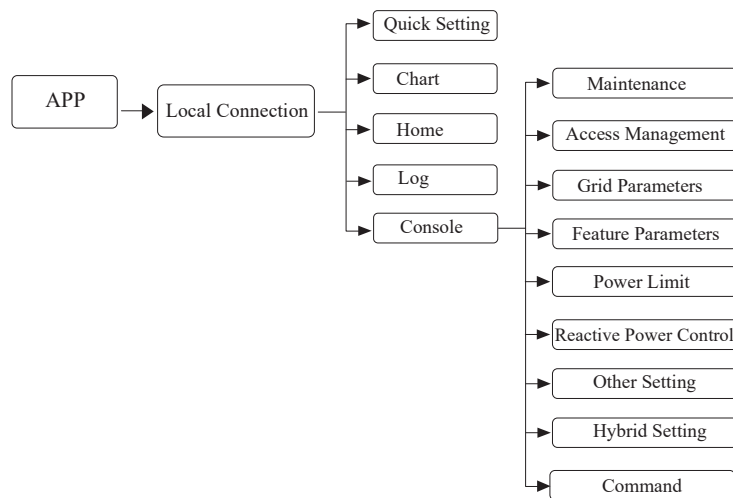 APP
Local Connection
Quick Setting
Chart
Home
Log
Console
Maintenance
Access Management
Grid Parameters
Feature Parameters
Power Limit
Reactive Power Control
Other Setting
Hybrid Setting
Command